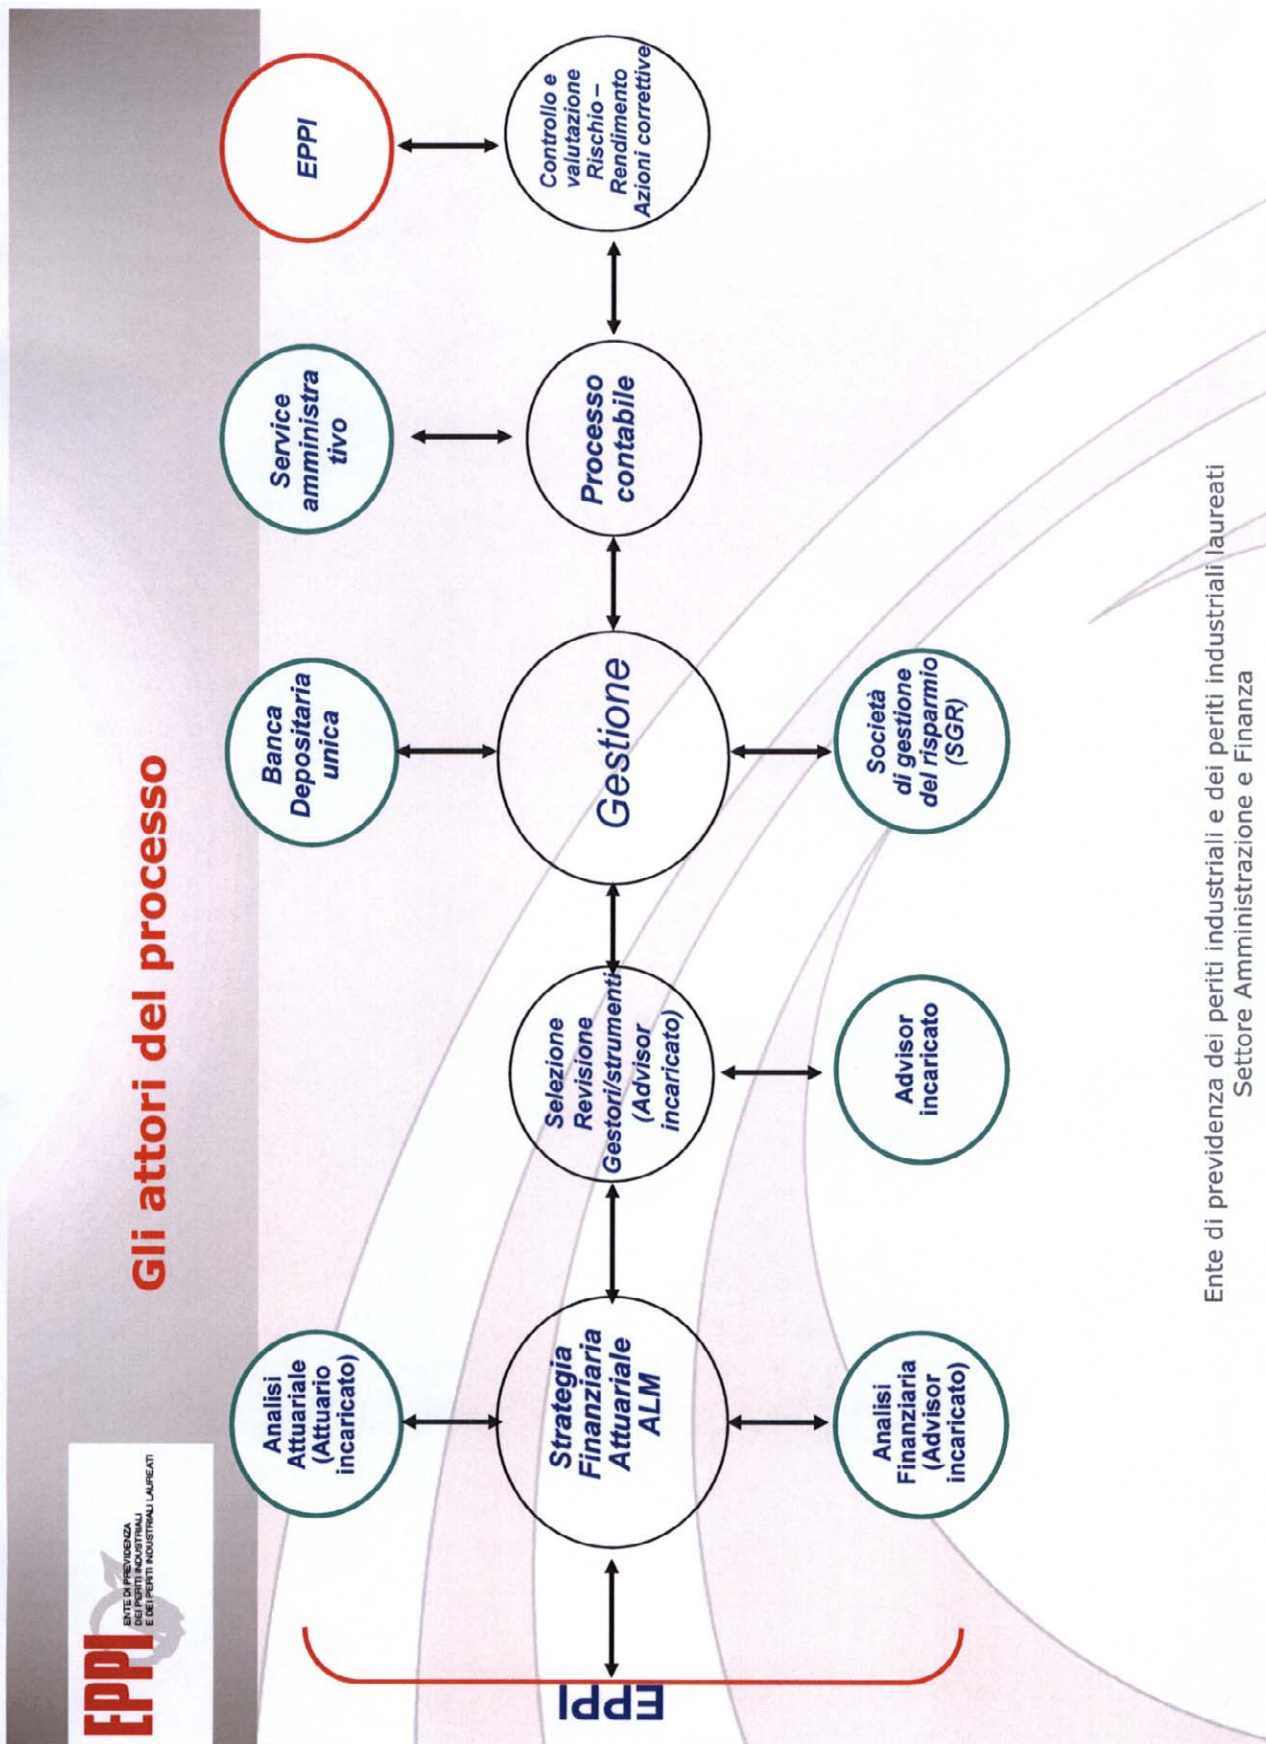 EPPI
ENTE DI PREVIDENZA
DEI PERITI INDUSTRIALI
E DEI PERITI INDUSTRIALI LAUREATI
Gli attori del processo
Analisi
Attuariale
(Attuario
incaricato)
Banca
Depositaria
unica
Service
amministra
tivo
EPPI
EPPI
Strategia
Finanziaria
Attuariale
ALM
Selezione
Revisione
Gestori/strumenti
(Advisor
incaricato)
Gestione
Processo
contabile
Controllo e
valutazione
Rischio –
Rendimento
Azioni correttive
Analisi
Finanziaria
(Advisor
incaricato)
Advisor
incaricato
Società
di gestione
del risparmio
(SGR)
Ente di previdenza dei periti industriali e dei periti industriali laureati
Settore Amministrazione e Finanza